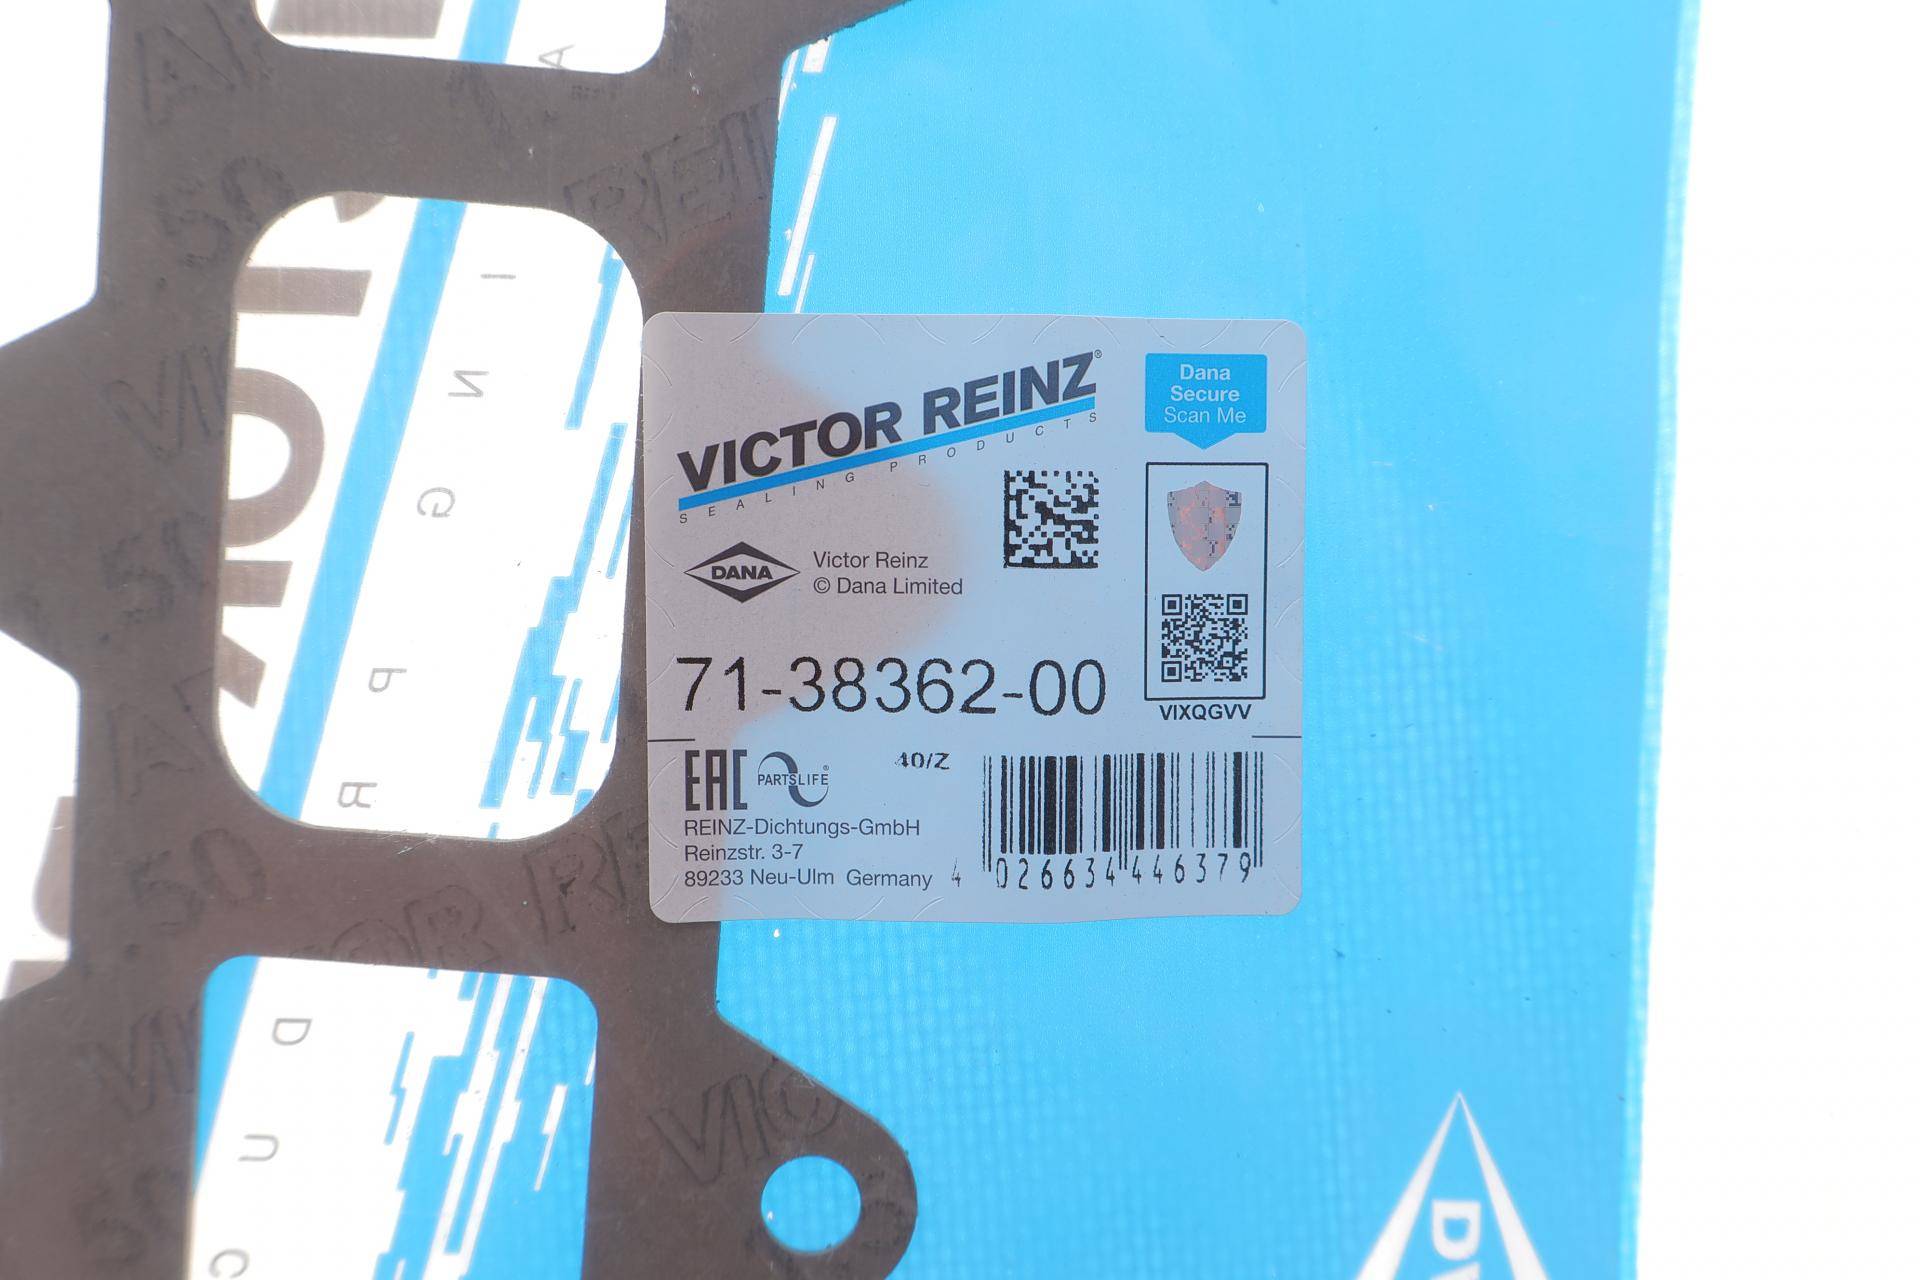 VICTOR REINZ®
SEALING PRODUCTS
Dana
Secure
Scan Me
DANA
Victor Reinz
© Dana Limited
71-38362-00
VIXQGVV
EAC
PARTSLIFE®
40/Z
REINZ-Dichtungs-GmbH
Reinzstr. 3-7
89233 Neu-Ulm Germany
4 026634 446379